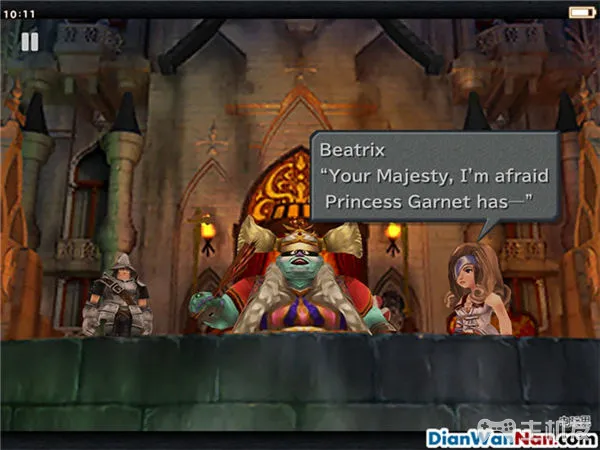 10:11
Beatrix
“Your Majesty, I’m afraid
Princess Garnet has—”
DianWanNan.com